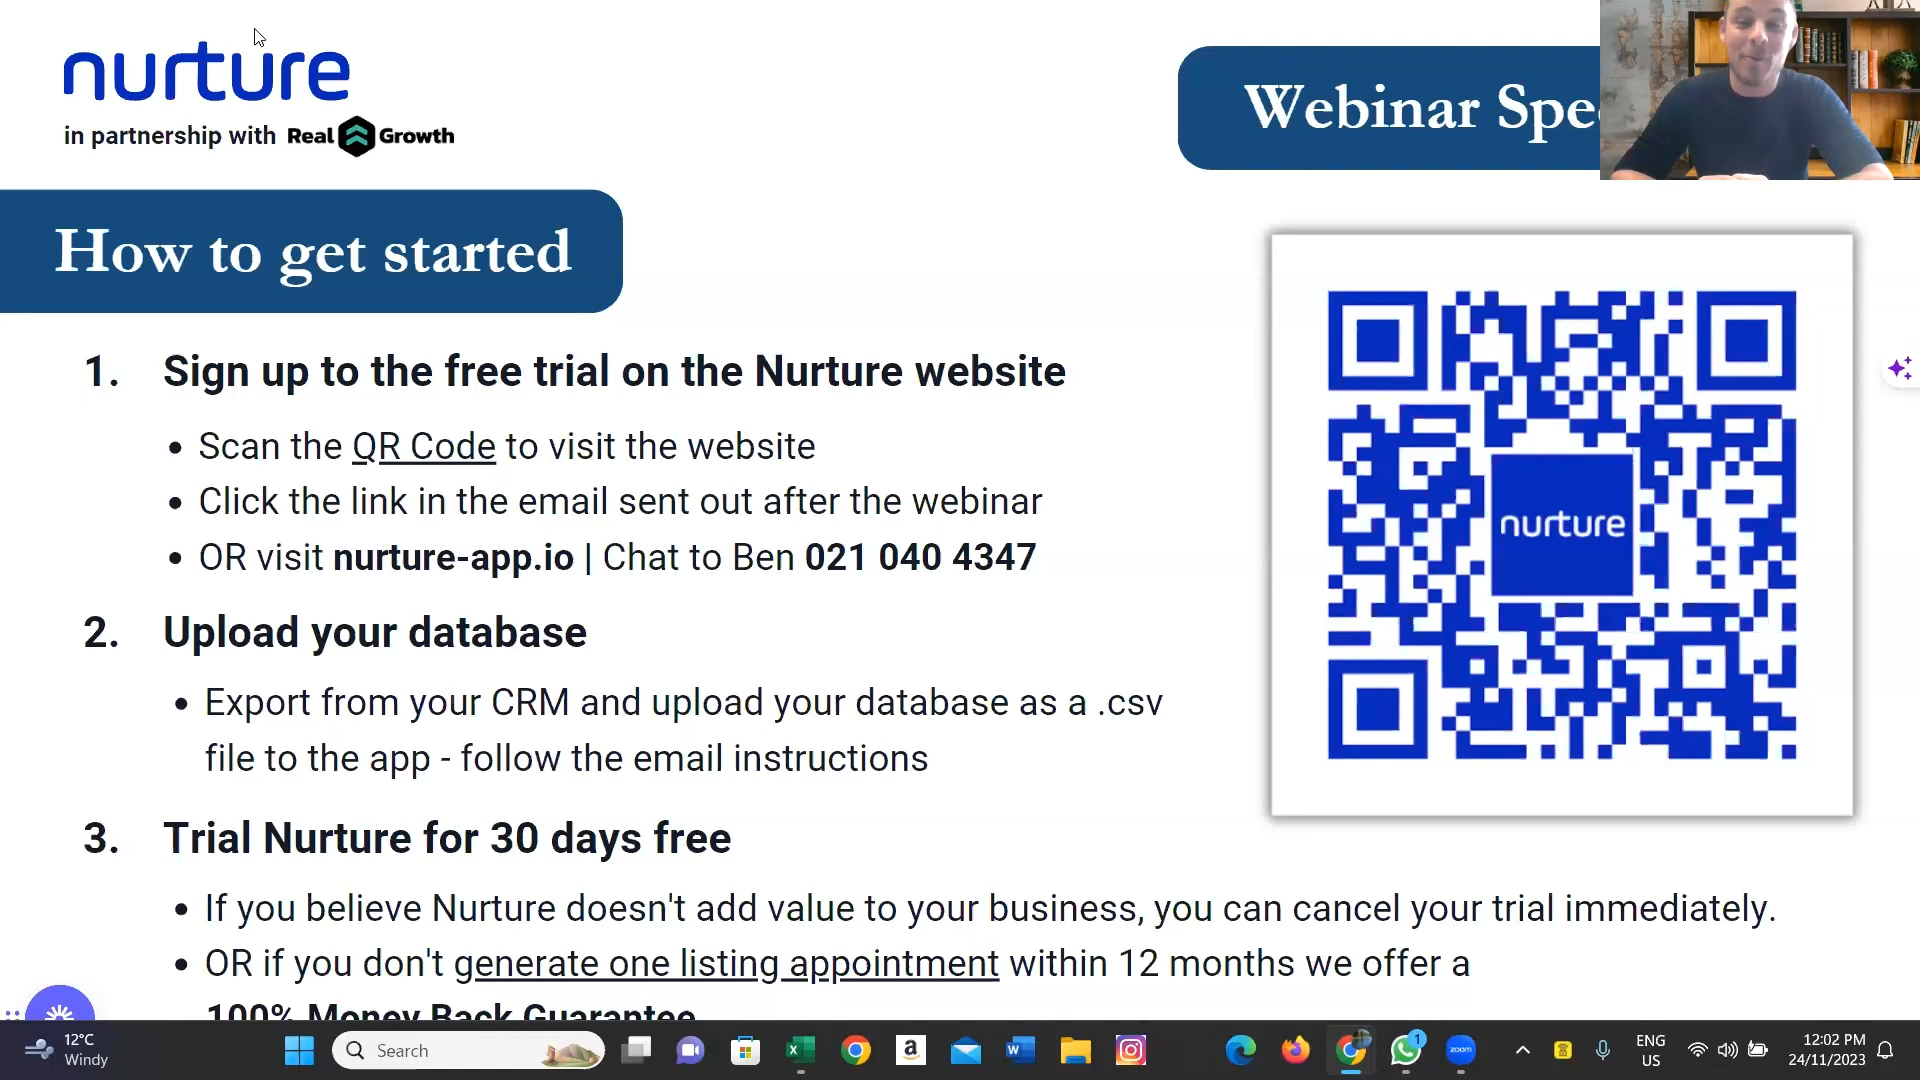 nurture
in partnership with Real Growth
Webinar Spe
How to get started
1. Sign up to the free trial on the Nurture website
• Scan the QR Code to visit the website
• Click the link in the email sent out after the webinar
• OR visit nurture-app.io | Chat to Ben 021 040 4347
nurture
2. Upload your database
• Export from your CRM and upload your database as a .csv
file to the app - follow the email instructions
3. Trial Nurture for 30 days free
• If you believe Nurture doesn't add value to your business, you can cancel your trial immediately.
• OR if you don't generate one listing appointment within 12 months we offer a
100% Money Back Guarantee
12°C
Windy
Search
zoom
1
ENG
US
12:02 PM
24/11/2023